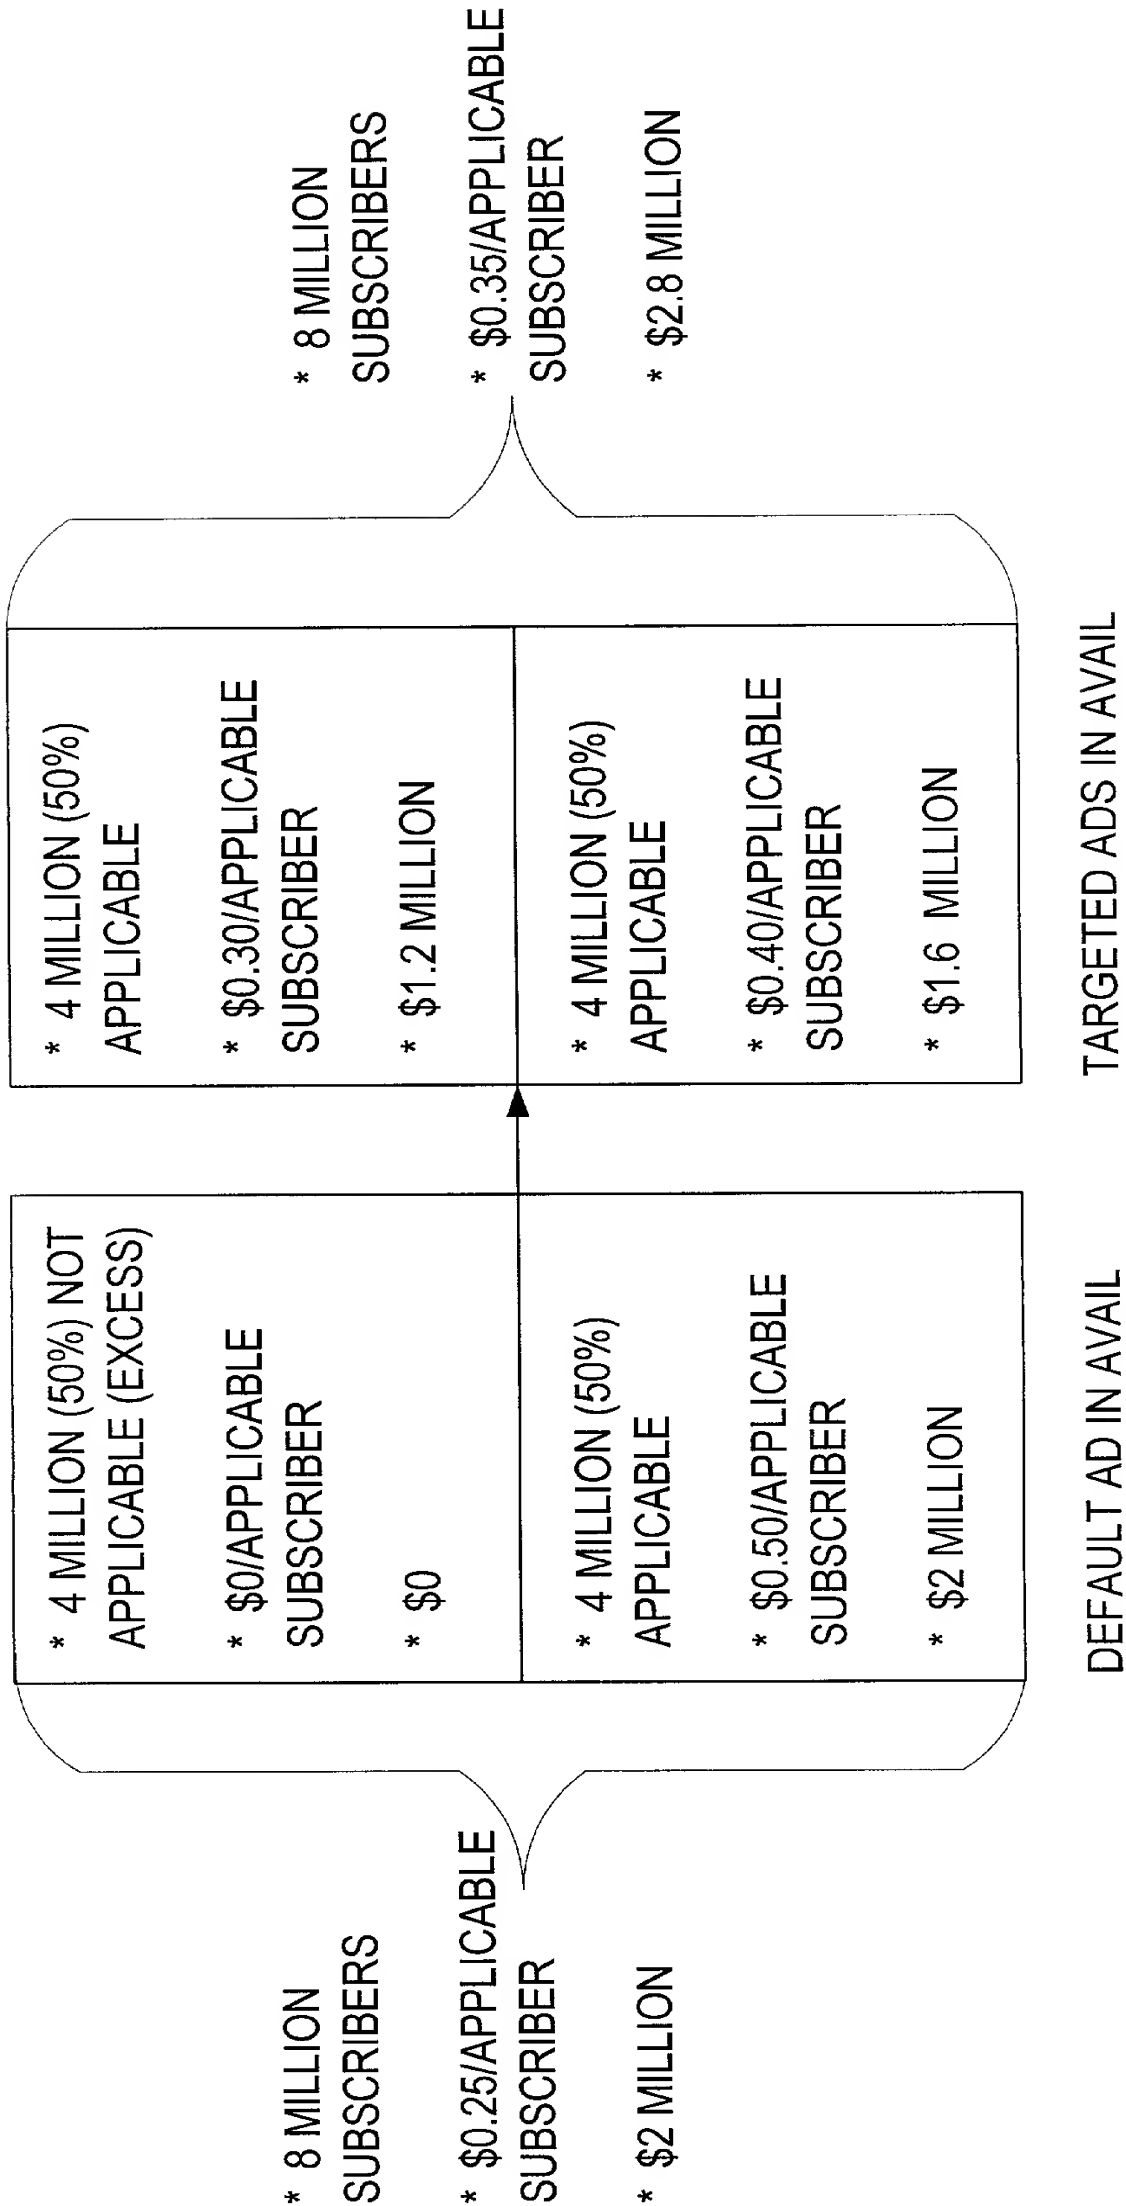 * 8 MILLION
SUBSCRIBERS
* $0.25/APPLICABLE
SUBSCRIBER
* $2 MILLION
* 4 MILLION (50%) NOT
APPLICABLE (EXCESS)
* $0/APPLICABLE
SUBSCRIBER
* $0
* 4 MILLION (50%)
APPLICABLE
* $0.50/APPLICABLE
SUBSCRIBER
* $2 MILLION
DEFAULT AD IN AVAIL
* 4 MILLION (50%)
APPLICABLE
* $0.30/APPLICABLE
SUBSCRIBER
* $1.2 MILLION
* 4 MILLION (50%)
APPLICABLE
* $0.40/APPLICABLE
SUBSCRIBER
* $1.6 MILLION
TARGETED ADS IN AVAIL
* 8 MILLION
SUBSCRIBERS
* $0.35/APPLICABLE
SUBSCRIBER
* $2.8 MILLION